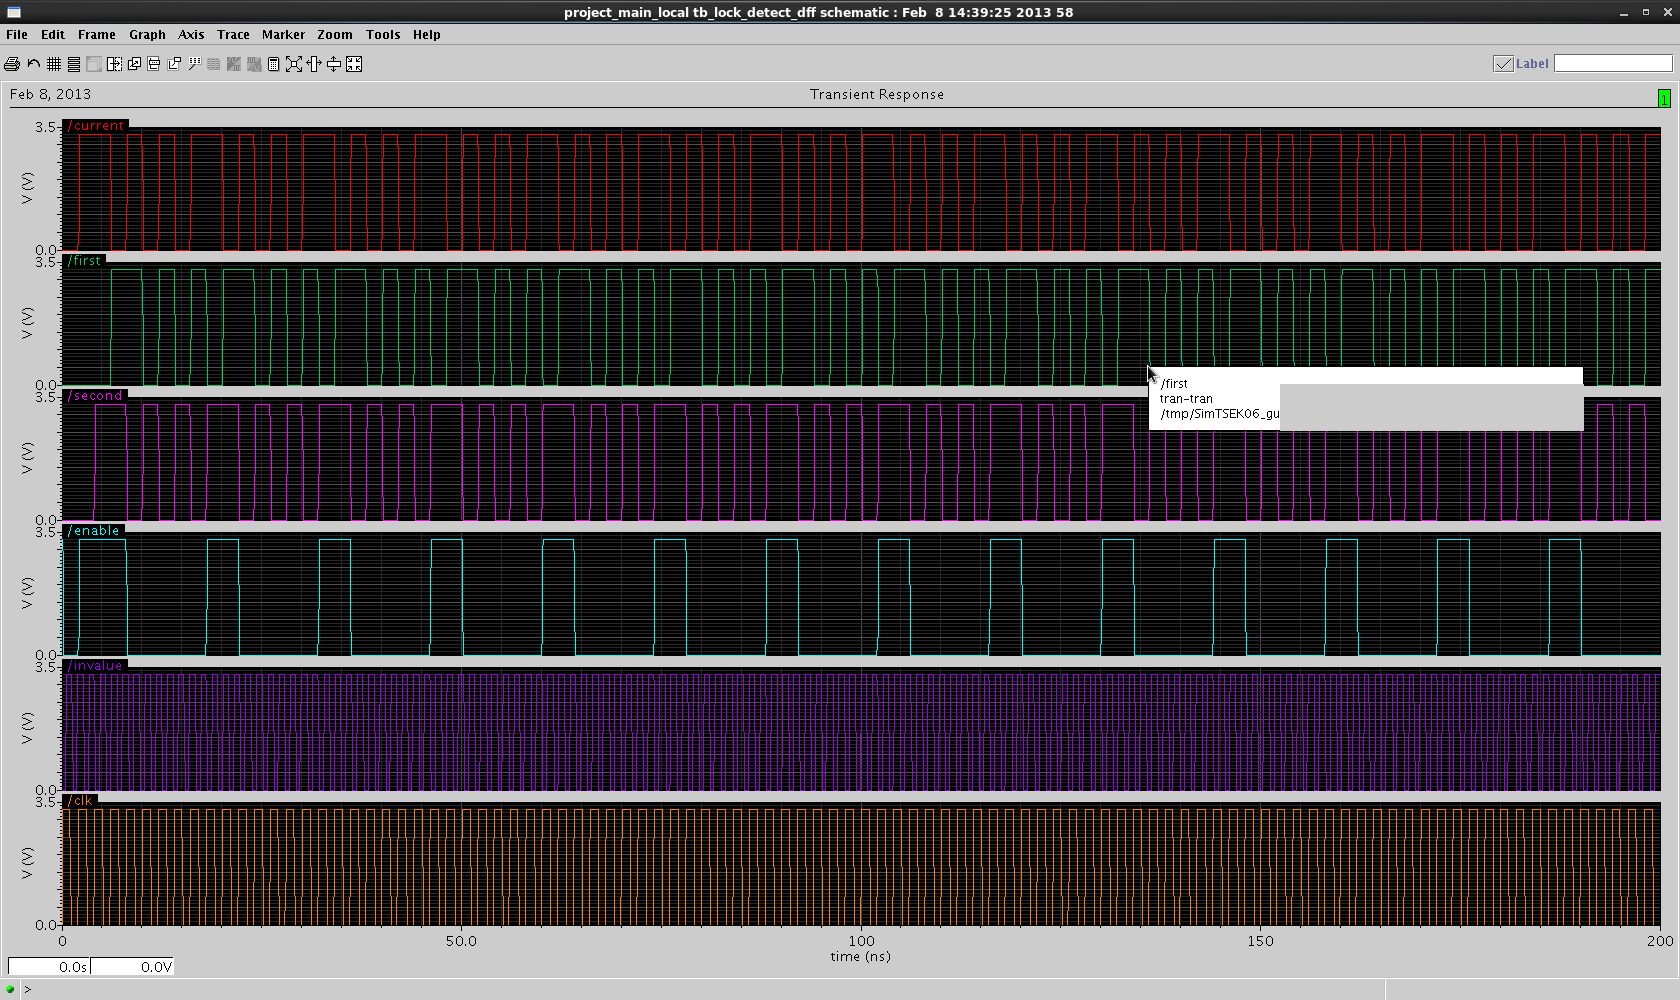 project_main_local tb_lock_detect_dff schematic : Feb  8 14:39:25 2013 58
File Edit Frame Graph Axis Trace Marker Zoom Tools Help
Label
Feb 8, 2013
Transient Response
1
/current
3.5
V (V)
0.0
/first
3.5
V (V)
0.0
/first
tran-tran
/tmp/SimTSEK06_gu
/second
3.5
V (V)
0.0
/enable
3.5
V (V)
0.0
/invalue
3.5
V (V)
0.0
/clk
3.5
V (V)
0.0
0 50.0 100 150 200
time (ns)
0.0s 0.0V
>